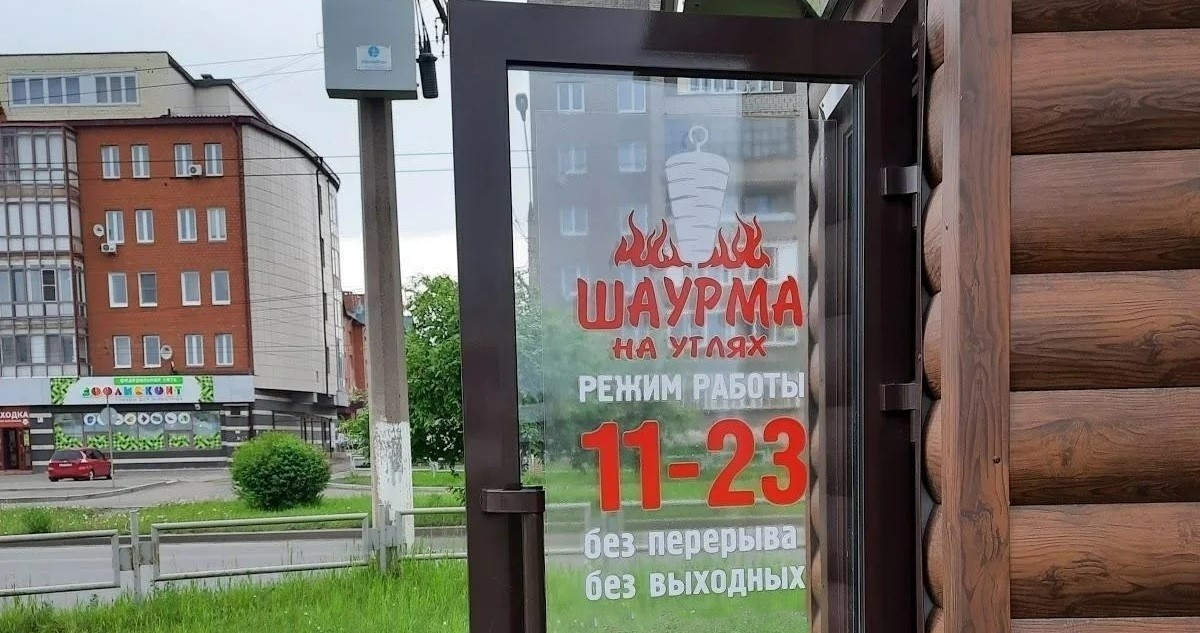 ШАУРМА
НА УГЛЯХ
РЕЖИМ РАБОТЫ
11-23
без перерыва
без выходных
федеральная сеть
ЗООДИСКОНТ